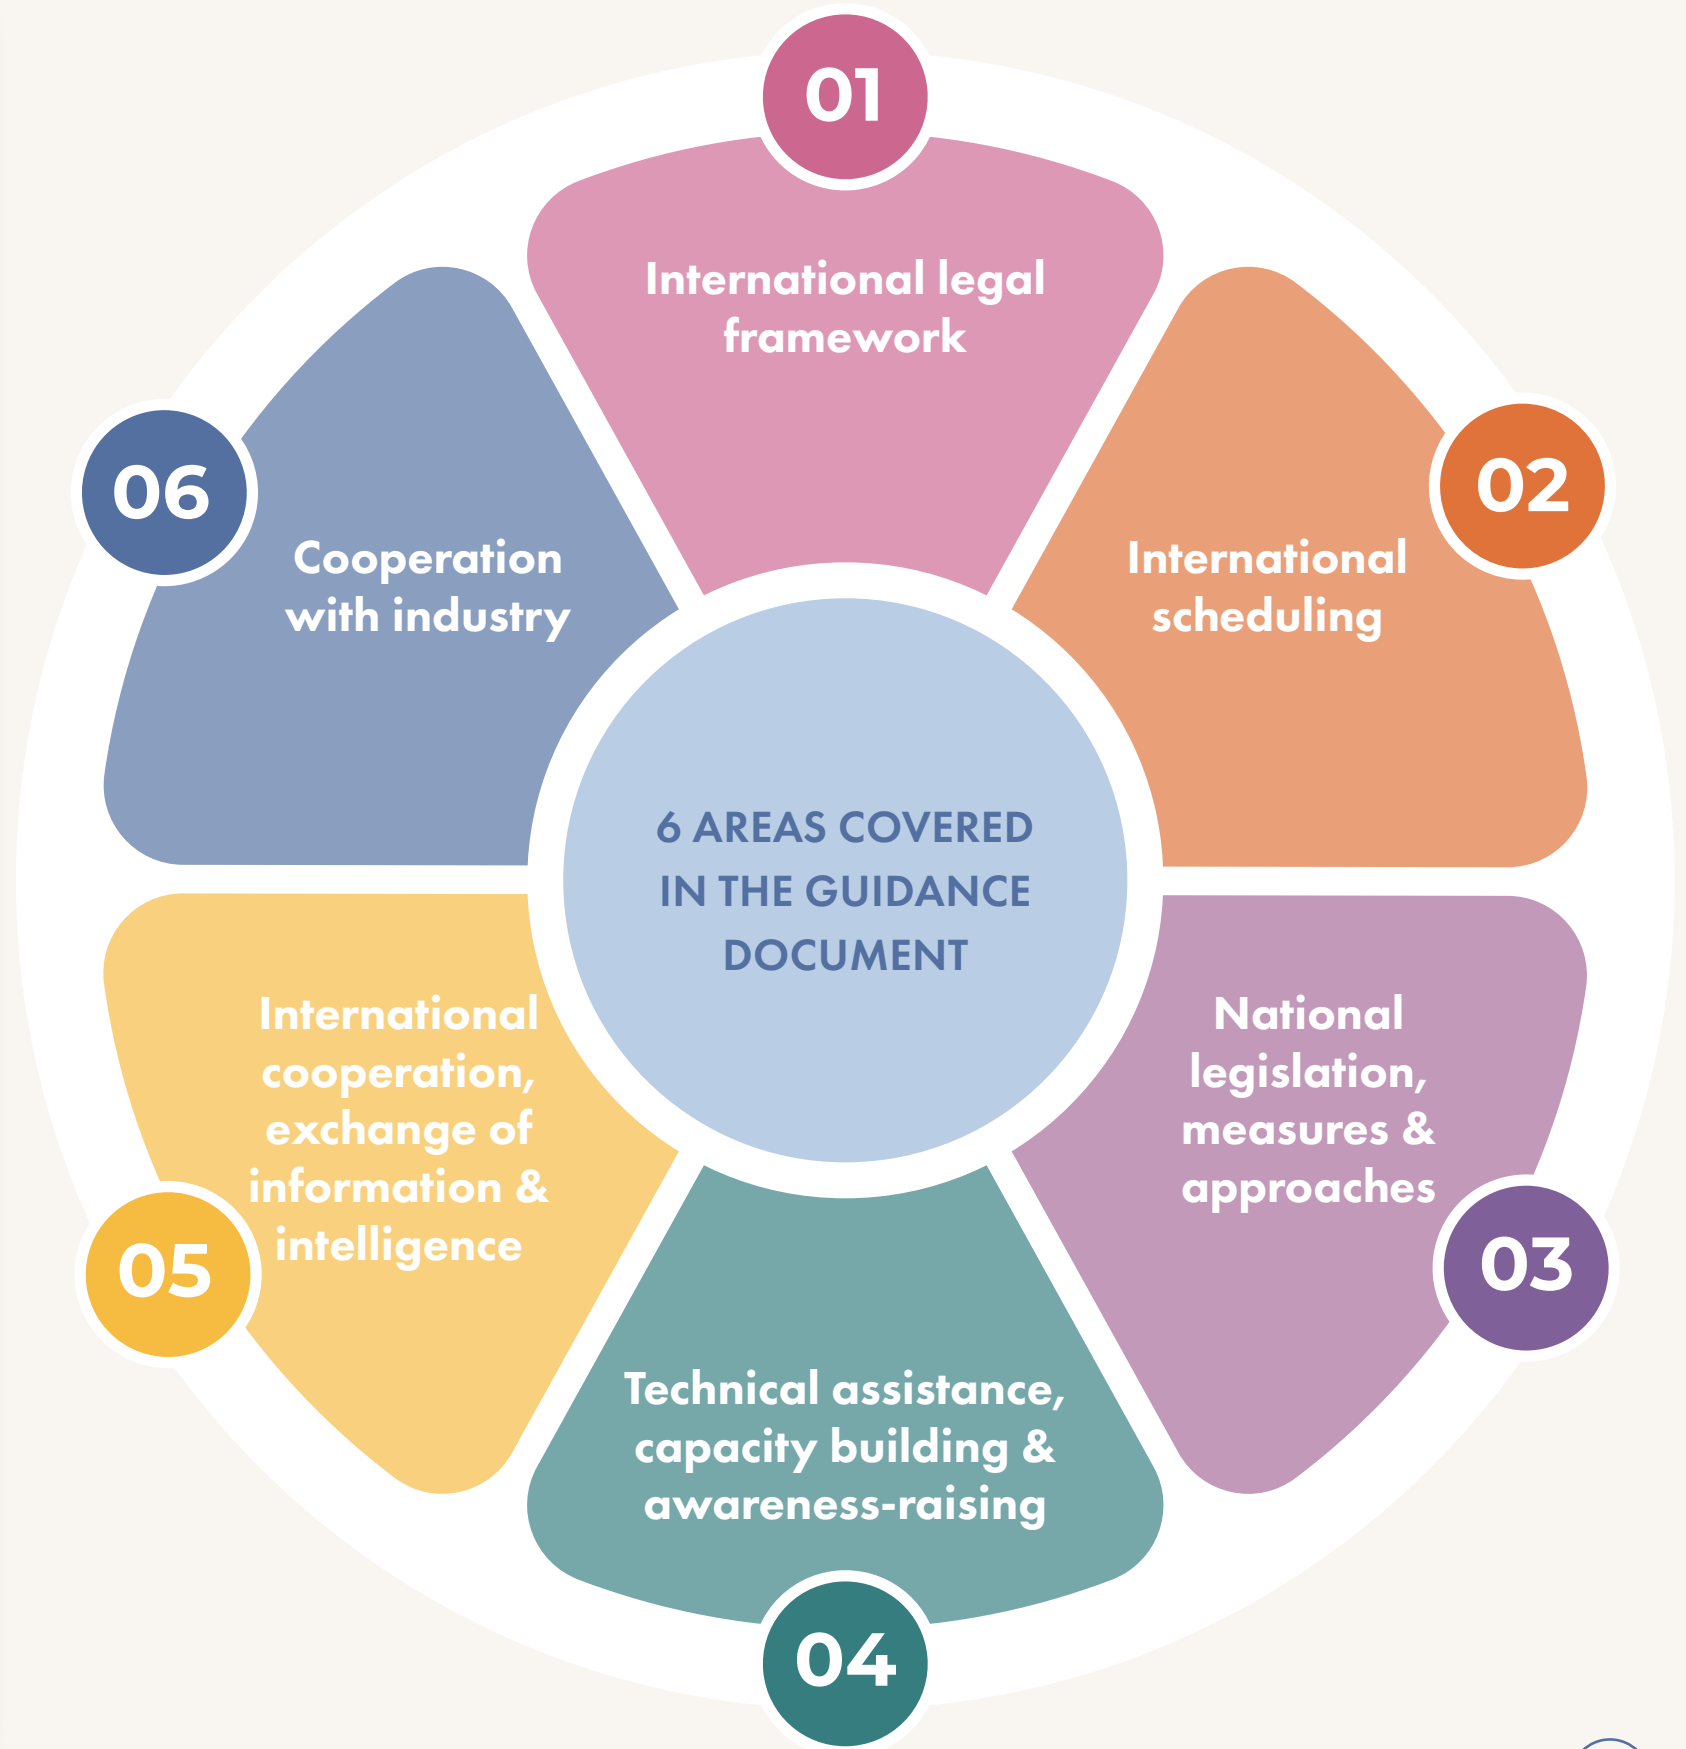 01
International legal
framework
02
International
scheduling
03
National
legislation,
measures &
approaches
04
Technical assistance,
capacity building &
awareness-raising
05
International
cooperation,
exchange of
information &
intelligence
06
Cooperation
with industry
6 AREAS COVERED
IN THE GUIDANCE
DOCUMENT